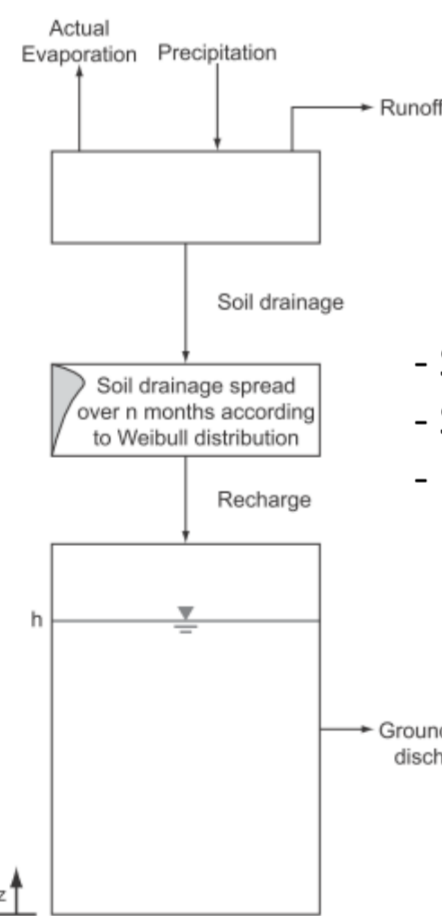 Actual
Evaporation
Precipitation
Runoff
Soil drainage
Soil drainage spread
over n months according
to Weibull distribution
Recharge
h
-
-
-
z